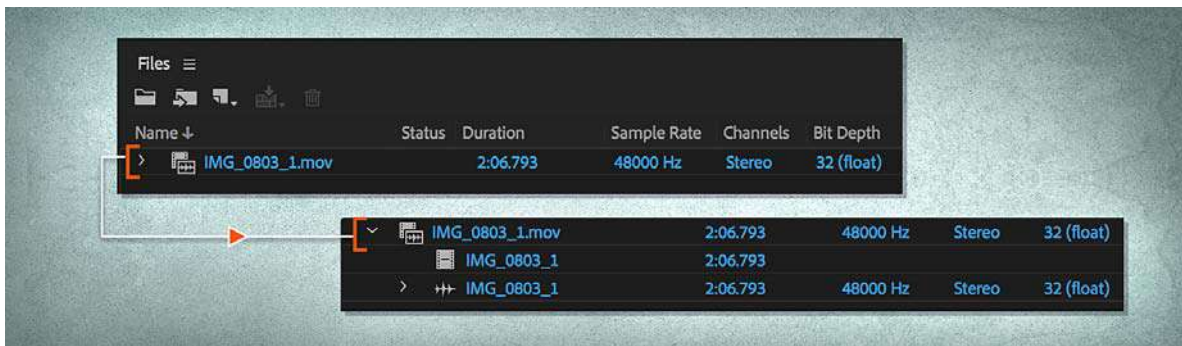 Files
Name Status Duration Sample Rate Channels Bit Depth
IMG_0803_1.mov 2:06.793 48000 Hz Stereo 32 (float)
IMG_0803_1.mov 2:06.793 48000 Hz Stereo 32 (float)
IMG_0803_1 2:06.793
IMG_0803_1 2:06.793 48000 Hz Stereo 32 (float)